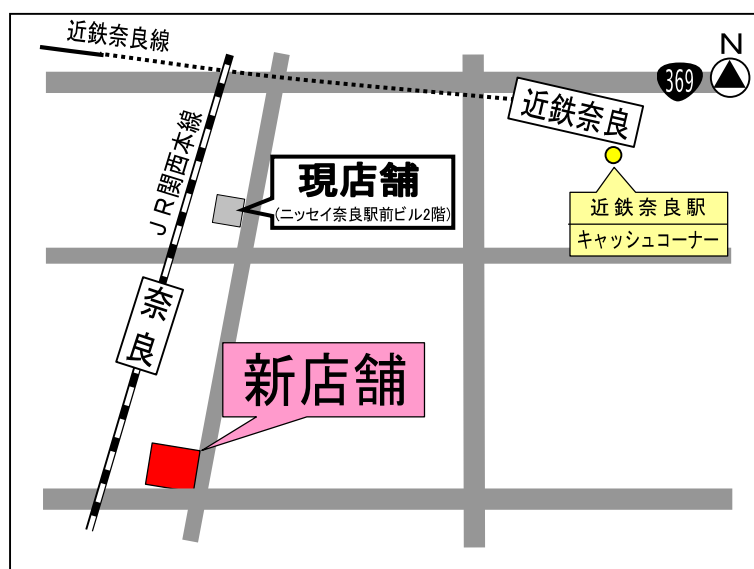 近鉄奈良線
N
369
近鉄奈良
JR関西本線
現店舗
(ニッセイ奈良駅前ビル2階)
近鉄奈良駅
キャッシュコーナー
奈良
新店舗